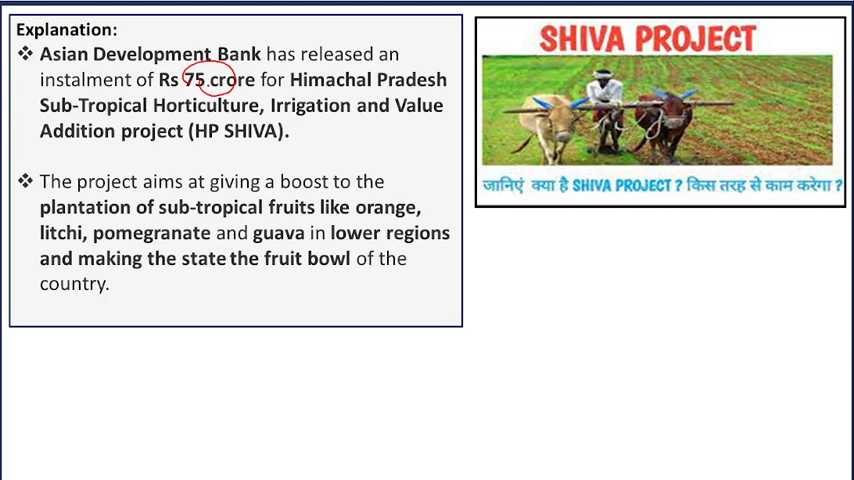 Explanation:
❖ Asian Development Bank has released an
instalment of Rs 75 crore for Himachal Pradesh
Sub-Tropical Horticulture, Irrigation and Value
Addition project (HP SHIVA).
❖ The project aims at giving a boost to the
plantation of sub-tropical fruits like orange,
litchi, pomegranate and guava in lower regions
and making the state the fruit bowl of the
country.
SHIVA PROJECT
जानिएं क्या है SHIVA PROJECT ? किस तरह से काम करेगा ?